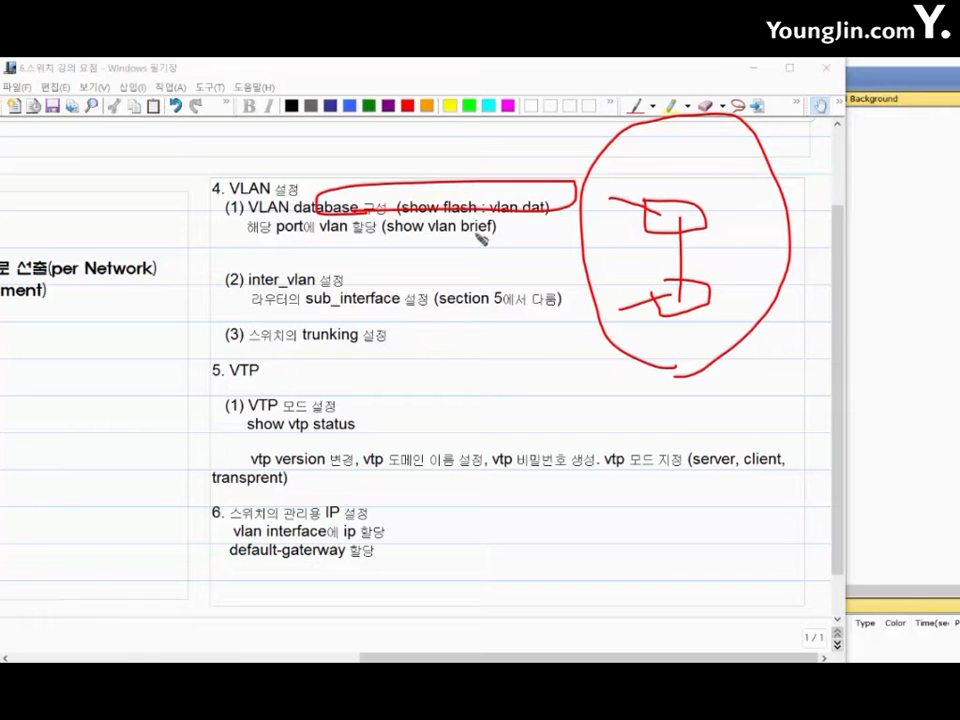 YoungJin.com Y.
6.스위치 강의 요점 - Windows 필기장
파일(F) 편집(E) 보기(V) 삽입(I) 작업(A) 도구(T) 도움말(H)
Background
4. VLAN 설정
(1) VLAN database 구성 (show flash : vlan dat)
해당 port에 vlan 할당 (show vlan brief)
로 선출(per Network)
ment)
(2) inter_vlan 설정
라우터의 sub_interface 설정 (section 5에서 다룸)
(3) 스위치의 trunking 설정
5. VTP
(1) VTP 모드 설정
show vtp status
vtp version 변경, vtp 도메인 이름 설정, vtp 비밀번호 생성. vtp 모드 지정 (server, client,
transprent)
6. 스위치의 관리용 IP 설정
vlan interface에 ip 할당
default-gaterway 할당
Type Color Time(se P
1 / 1